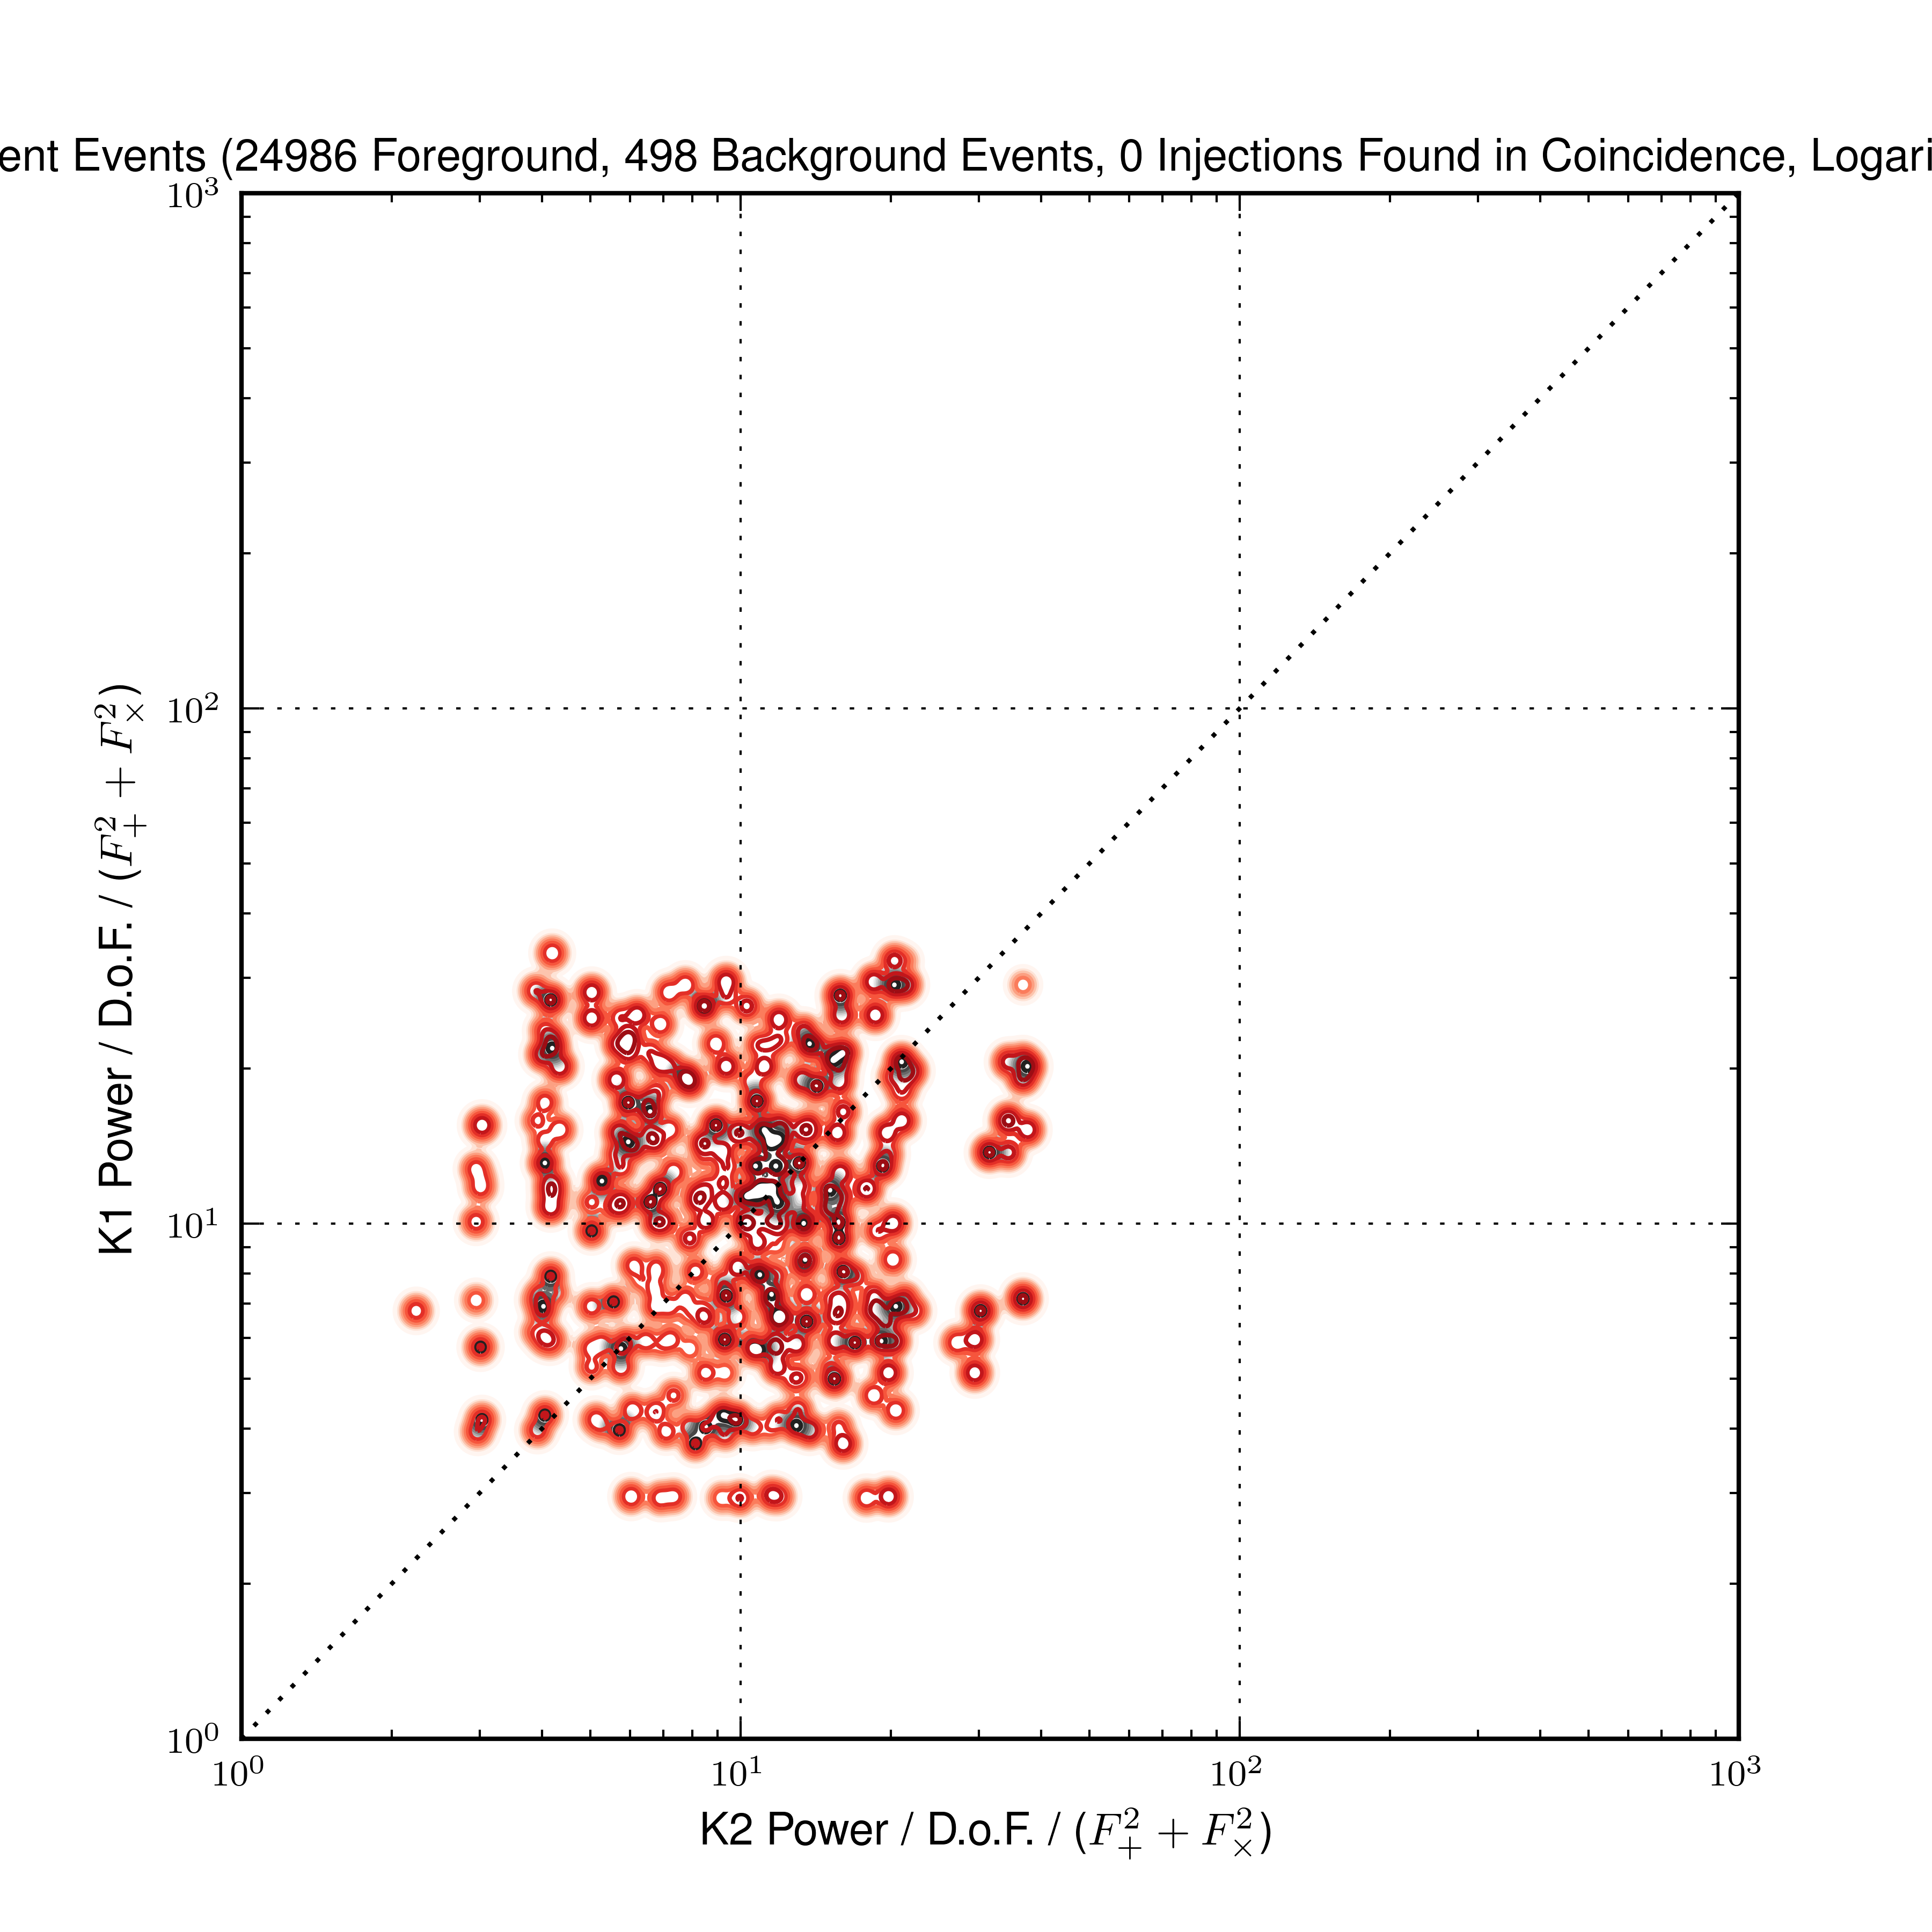 ent Events (24986 Foreground, 498 Background Events, 0 Injections Found in Coincidence, Logari
10³
10²
10¹
10⁰
K1 Power / D.o.F. / (F₊² + F×²)
10⁰ 10¹ 10² 10³
K2 Power / D.o.F. / (F₊² + F×²)